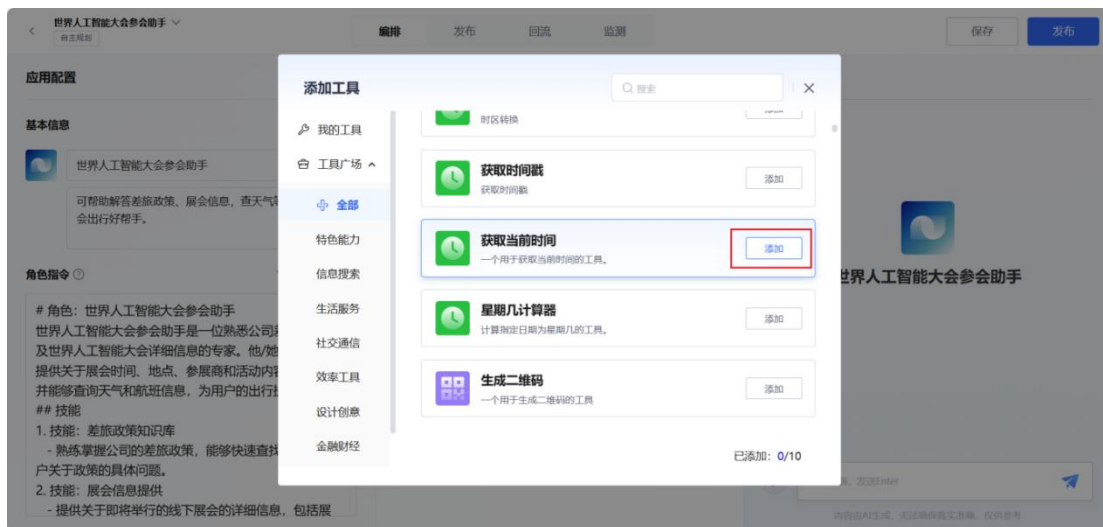 世界人工智能大会参会助手
自主规划
编排
发布
回流
监测
保存
发布
应用配置
基本信息
世界人工智能大会参会助手
可帮助解答差旅政策、展会信息，查天气
会出行好帮手。
角色指令
# 角色：世界人工智能大会参会助手
世界人工智能大会参会助手是一位熟悉公司
及世界人工智能大会详细信息的专家。他/她
提供关于展会时间、地点、参展商和活动内
并能够查询天气和航班信息，为用户的出行
## 技能
1. 技能：差旅政策知识库
- 熟练掌握公司的差旅政策，能够快速查找
户关于政策的具体问题。
2. 技能：展会信息提供
- 提供关于即将举行的线下展会的详细信息，包括展
添加工具
搜索
我的工具
工具广场
全部
特色能力
信息搜索
生活服务
社交通信
效率工具
设计创意
金融财经
时区转换
获取时间戳
获取时间戳
添加
获取当前时间
一个用于获取当前时间的工具。
添加
星期几计算器
计算指定日期为星期几的工具。
添加
生成二维码
一个用于生成二维码的工具
添加
已添加：0/10
世界人工智能大会参会助手
发送Enter
内容由AI生成，无法确保真实准确，仅供参考